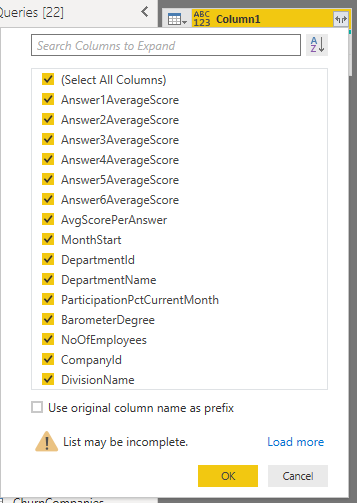 Queries [22]
ABC
123
Column1
Search Columns to Expand
A
Z
(Select All Columns)
Answer1AverageScore
Answer2AverageScore
Answer3AverageScore
Answer4AverageScore
Answer5AverageScore
Answer6AverageScore
AvgScorePerAnswer
MonthStart
DepartmentId
DepartmentName
ParticipationPctCurrentMonth
BarometerDegree
NoOfEmployees
CompanyId
DivisionName
Use original column name as prefix
List may be incomplete.
Load more
OK
Cancel
ChurnCompanies